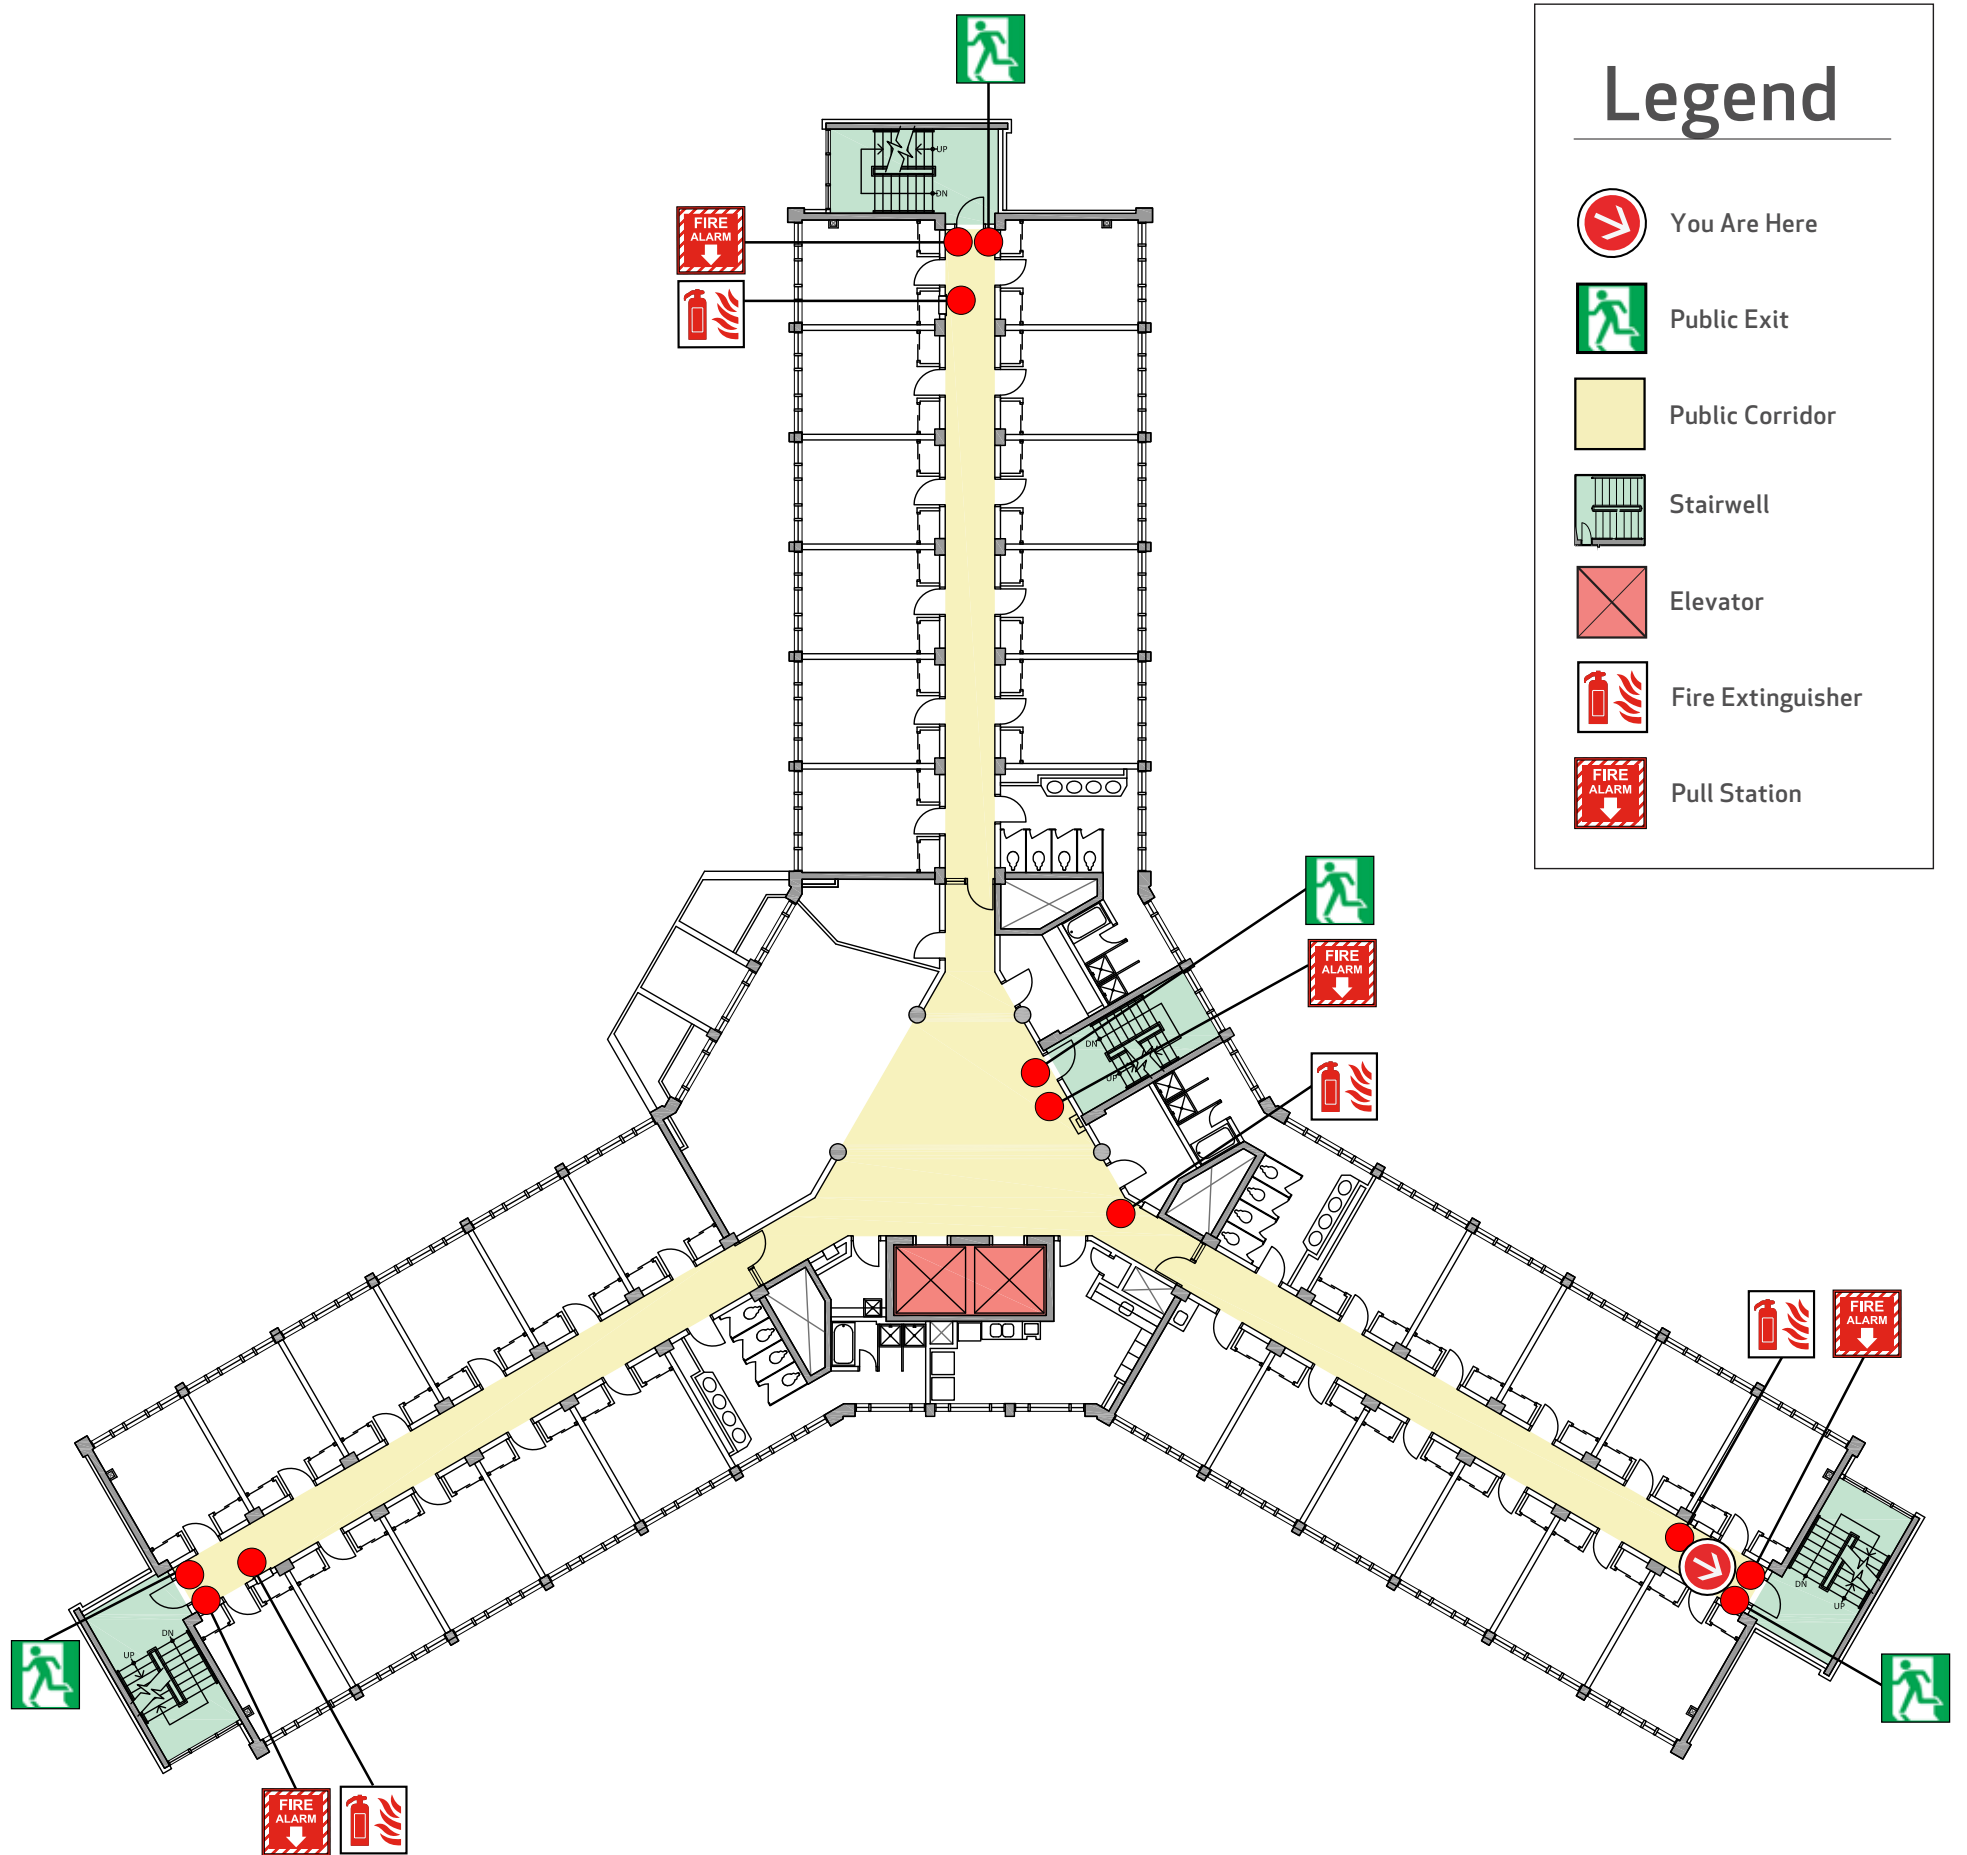 Legend
You Are Here
Public Exit
Public Corridor
Stairwell
Elevator
Fire Extinguisher
FIRE
ALARM
Pull Station
UP
DN
FIRE
ALARM
FIRE
ALARM
DN
UP
FIRE
ALARM
DN
UP
DN
UP
FIRE
ALARM